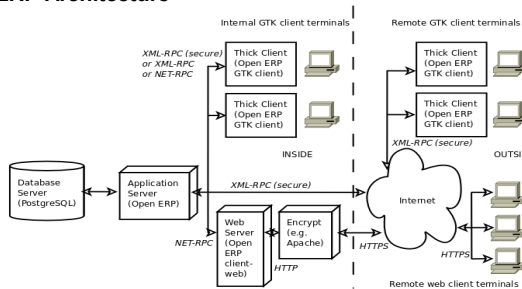 Internal GTK client terminals
Remote GTK client terminals
XML-RPC (secure)
or XML-RPC
or NET-RPC
Thick Client
(Open ERP
GTK client)
Thick Client
(Open ERP
GTK client)
Thick Client
(Open ERP
GTK client)
Thick Client
(Open ERP
GTK client)
XML-RPC (secure)
INSIDE
OUTSI
Database
Server
(PostgreSQL)
Application
Server
(Open ERP)
XML-RPC (secure)
Internet
NET-RPC
Web
Server
(Open
ERP
client-
web)
HTTP
Encrypt
(e.g.
Apache)
HTTPS
HTTPS
Remote web client terminals